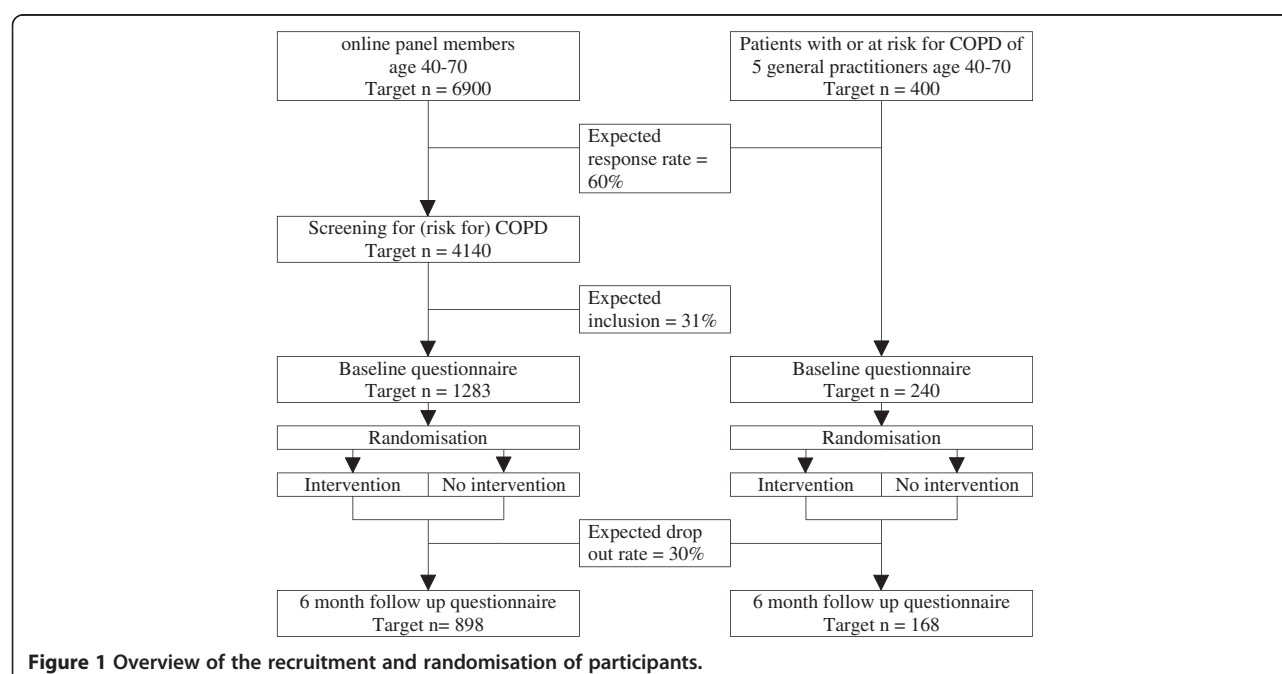 online panel members
age 40-70
Target n = 6900
Patients with or at risk for COPD of
5 general practitioners age 40-70
Target n = 400
Expected
response rate =
60%
Screening for (risk for) COPD
Target n = 4140
Expected
inclusion = 31%
Baseline questionnaire
Target n = 1283
Baseline questionnaire
Target n = 240
Randomisation
Randomisation
Intervention
No intervention
Intervention
No intervention
Expected drop
out rate = 30%
6 month follow up questionnaire
Target n= 898
6 month follow up questionnaire
Target n = 168
Figure 1 Overview of the recruitment and randomisation of participants.